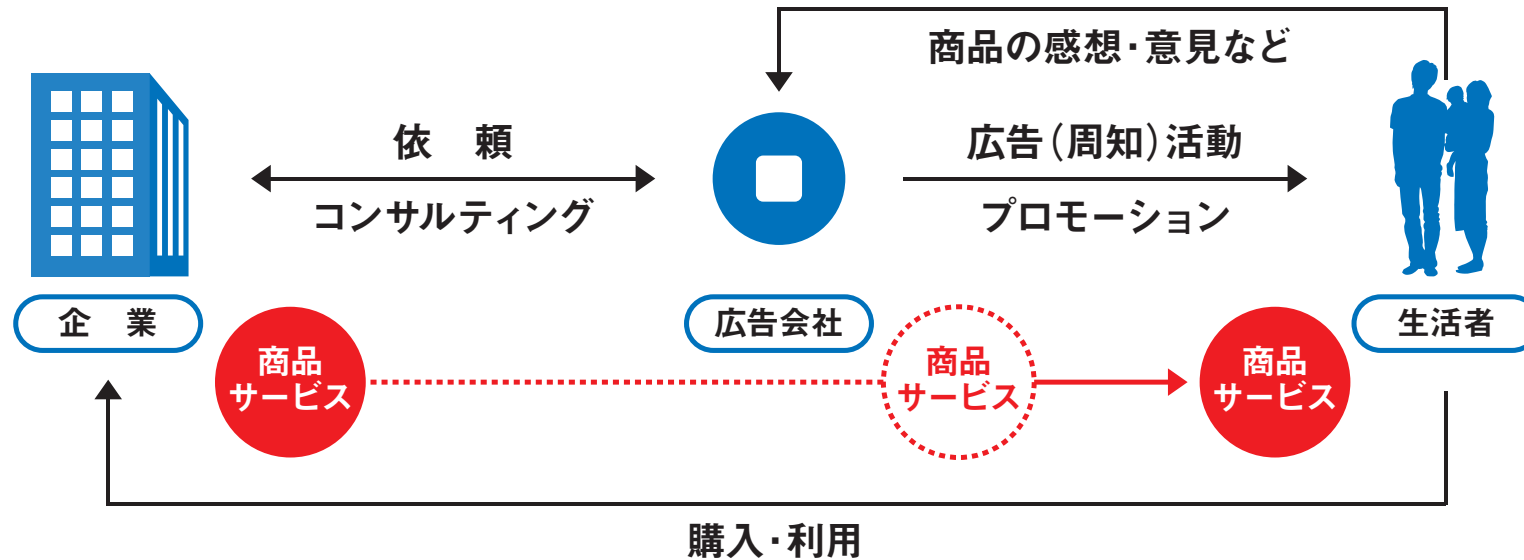 商品の感想・意見など
依　頼
コンサルティング
広告(周知)活動
プロモーション
企　業
広告会社
生活者
商品
サービス
商品
サービス
商品
サービス
購入・利用